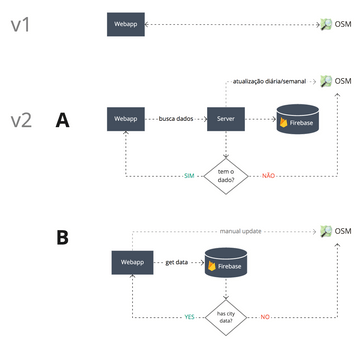 v1
Webapp
OSM
atualização diária/semanal
OSM
v2
A
Webapp
busca dados
Server
Firebase
tem o
dado?
SIM
NÃO
B
manual update
OSM
Webapp
get data
Firebase
has city
data?
YES
NO